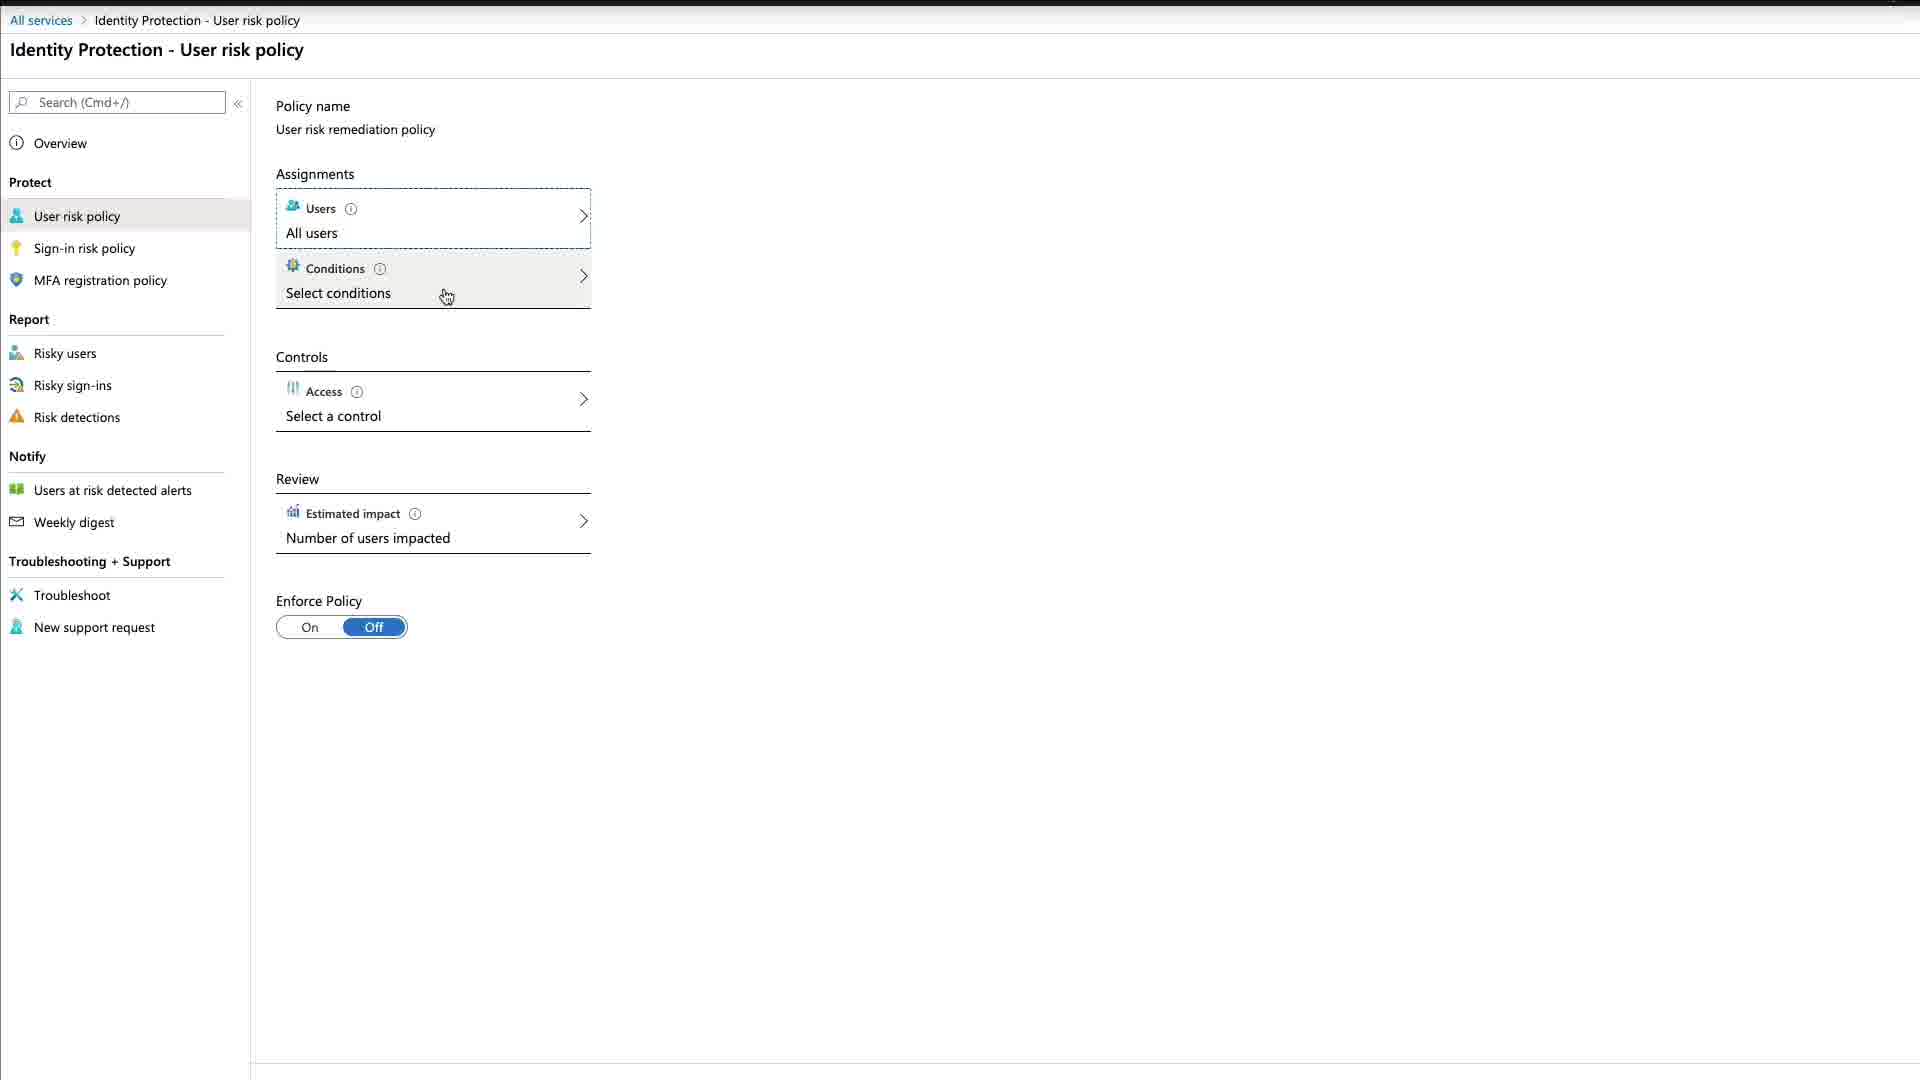 All services > Identity Protection - User risk policy
Identity Protection - User risk policy
Search (Cmd+/)
Overview
Protect
User risk policy
Sign-in risk policy
MFA registration policy
Report
Risky users
Risky sign-ins
Risk detections
Notify
Users at risk detected alerts
Weekly digest
Troubleshooting + Support
Troubleshoot
New support request
Policy name
User risk remediation policy
Assignments
Users
All users
Conditions
Select conditions
Controls
Access
Select a control
Review
Estimated impact
Number of users impacted
Enforce Policy
On Off